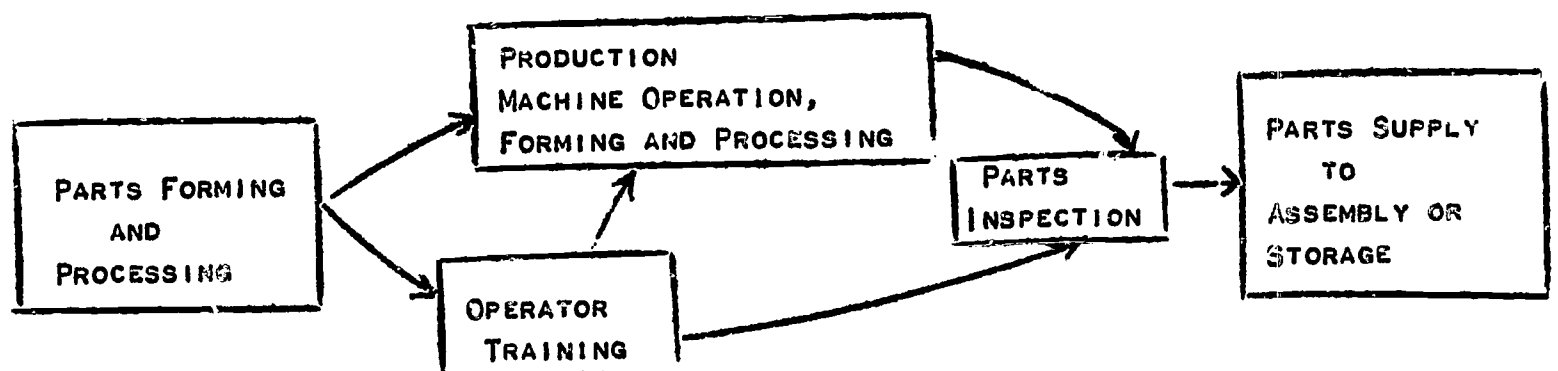 PARTS FORMING
AND
PROCESSING
PRODUCTION
MACHINE OPERATION,
FORMING AND PROCESSING
OPERATOR
TRAINING
PARTS
INSPECTION
PARTS SUPPLY
TO
ASSEMBLY OR
STORAGE